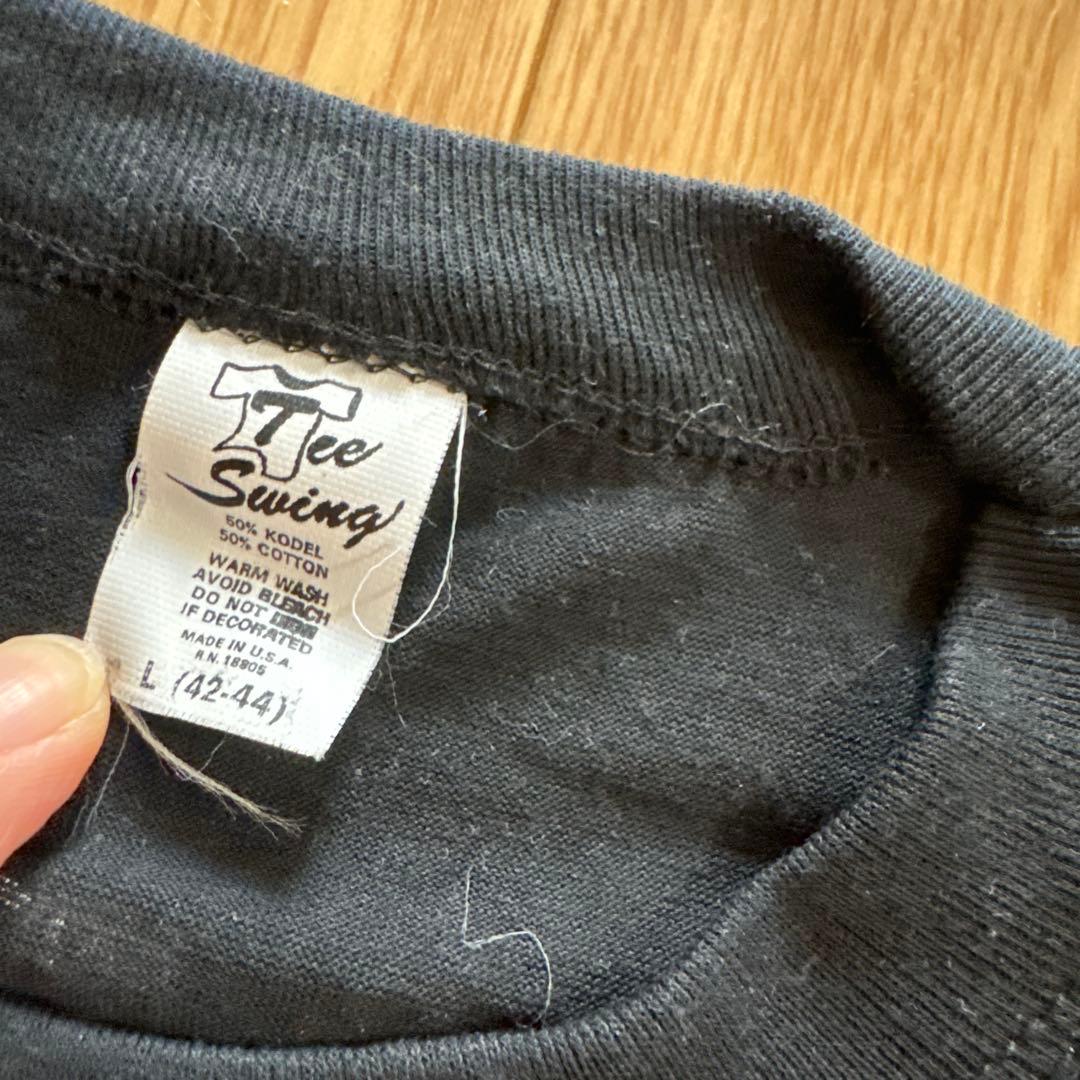 Tee
Swing
50% KODEL
50% COTTON
WARM WASH
AVOID BLEACH
DO NOT
IF DECORATED
MADE IN U.S.A.
R.N. 18805
L (42-44)